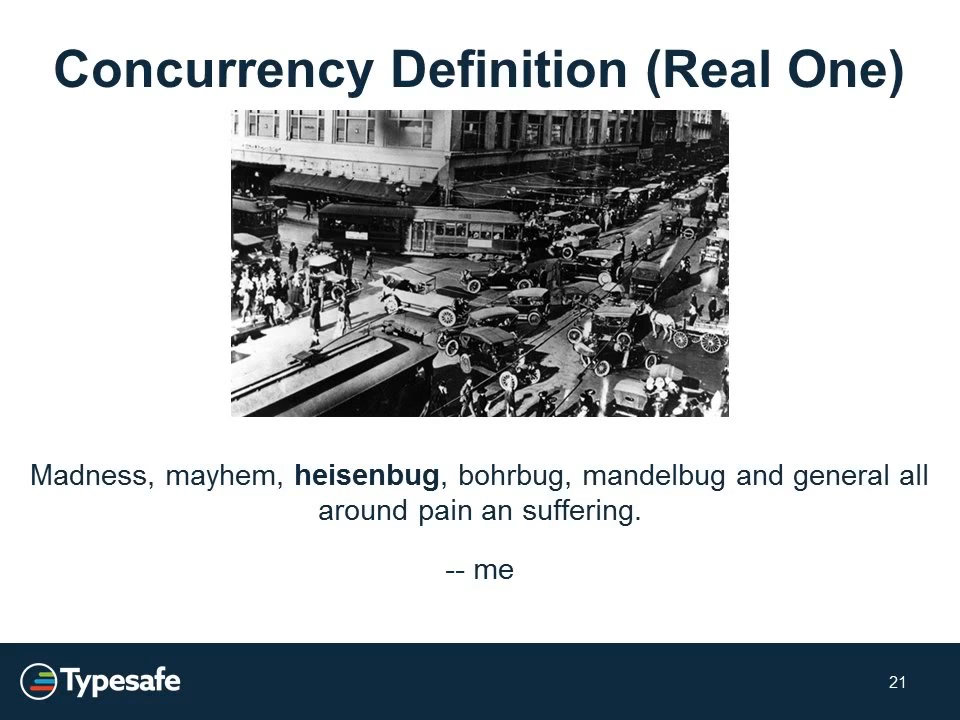 Concurrency Definition (Real One)
Madness, mayhem, heisenbug, bohrbug, mandelbug and general all
around pain an suffering.
-- me
Typesafe
21